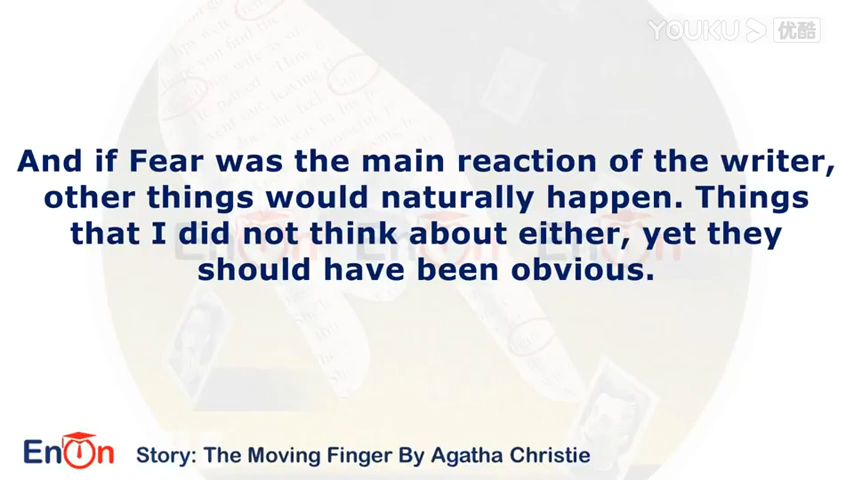 YOUKU 优酷
And if Fear was the main reaction of the writer,
other things would naturally happen. Things
that I did not think about either, yet they
should have been obvious.
EnOn
Story: The Moving Finger By Agatha Christie